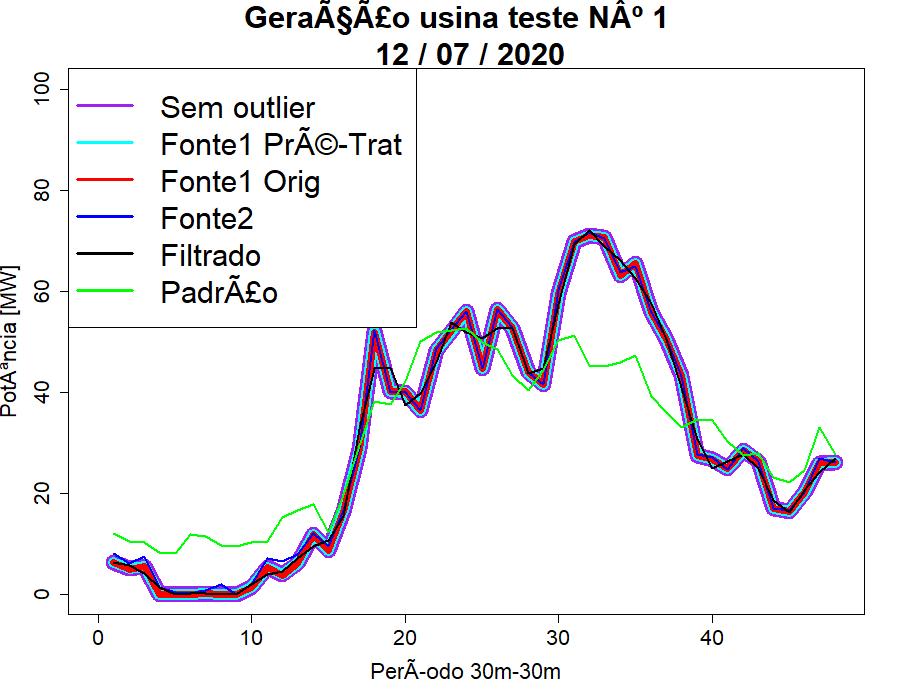 GeraÃ§Ã£o usina teste NÂº 1
12 / 07 / 2020
Sem outlier
Fonte1 PrÃ©-Trat
Fonte1 Orig
Fonte2
Filtrado
PadrÃ£o
PotÃªncia [MW]
100
80
60
40
20
0
0 10 20 30 40
PerÃ­-odo 30m-30m